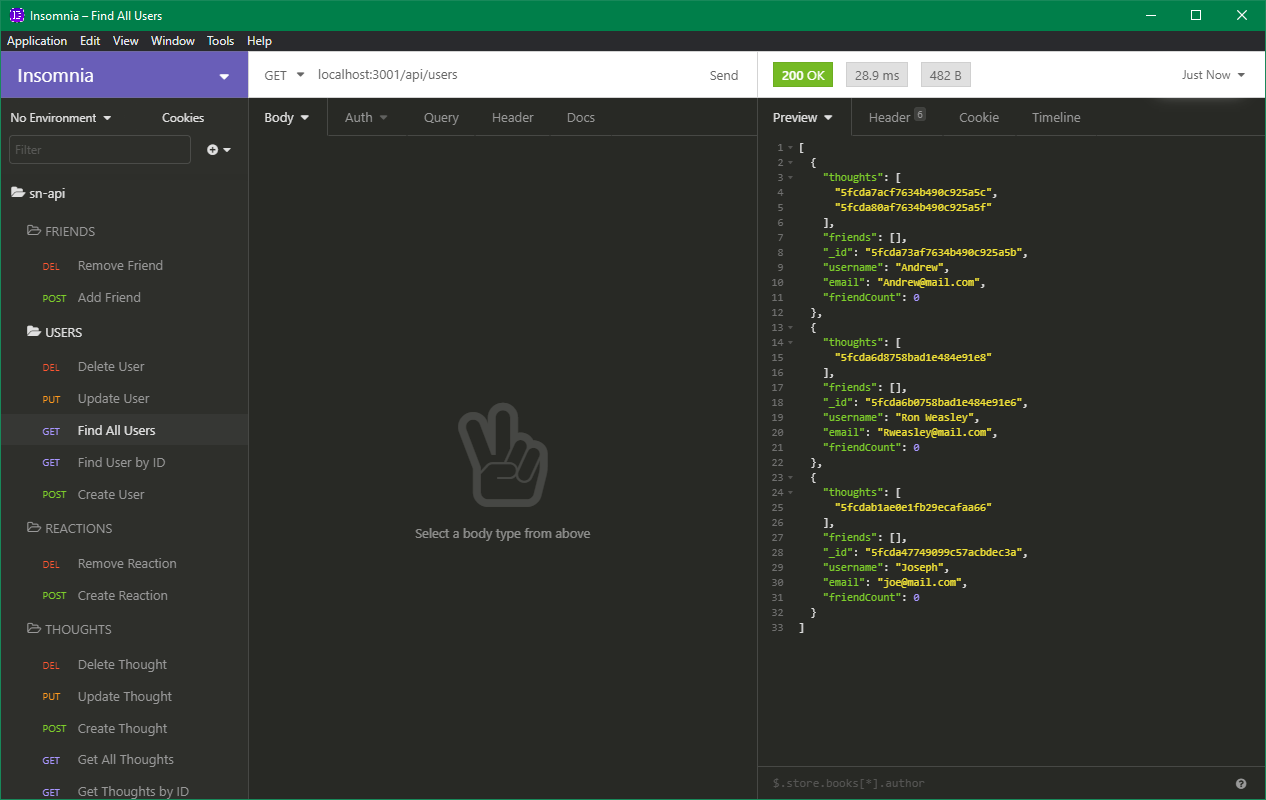 Insomnia – Find All Users
Application Edit View Window Tools Help
Insomnia
No Environment Cookies
Filter
sn-api
FRIENDS
DEL Remove Friend
POST Add Friend
USERS
DEL Delete User
PUT Update User
GET Find All Users
GET Find User by ID
POST Create User
REACTIONS
DEL Remove Reaction
POST Create Reaction
THOUGHTS
DEL Delete Thought
PUT Update Thought
POST Create Thought
GET Get All Thoughts
GET Get Thoughts by ID
GET localhost:3001/api/users Send
Body Auth Query Header Docs
Select a body type from above
200 OK 28.9 ms 482 B Just Now
Preview Header 6 Cookie Timeline
1 [
2 {
3 "thoughts": [
4 "5fcda7acf7634b490c925a5c",
5 "5fcda80af7634b490c925a5f"
6 ],
7 "friends": [],
8 "_id": "5fcda73af7634b490c925a5b",
9 "username": "Andrew",
10 "email": "Andrew@mail.com",
11 "friendCount": 0
12 },
13 {
14 "thoughts": [
15 "5fcda6d8758bad1e484e91e8"
16 ],
17 "friends": [],
18 "_id": "5fcda6b0758bad1e484e91e6",
19 "username": "Ron Weasley",
20 "email": "Rweasley@mail.com",
21 "friendCount": 0
22 },
23 {
24 "thoughts": [
25 "5fcdab1ae0e1fb29ecafaa66"
26 ],
27 "friends": [],
28 "_id": "5fcda47749099c57acbdec3a",
29 "username": "Joseph",
30 "email": "joe@mail.com",
31 "friendCount": 0
32 }
33 ]
$.store.books[*].author